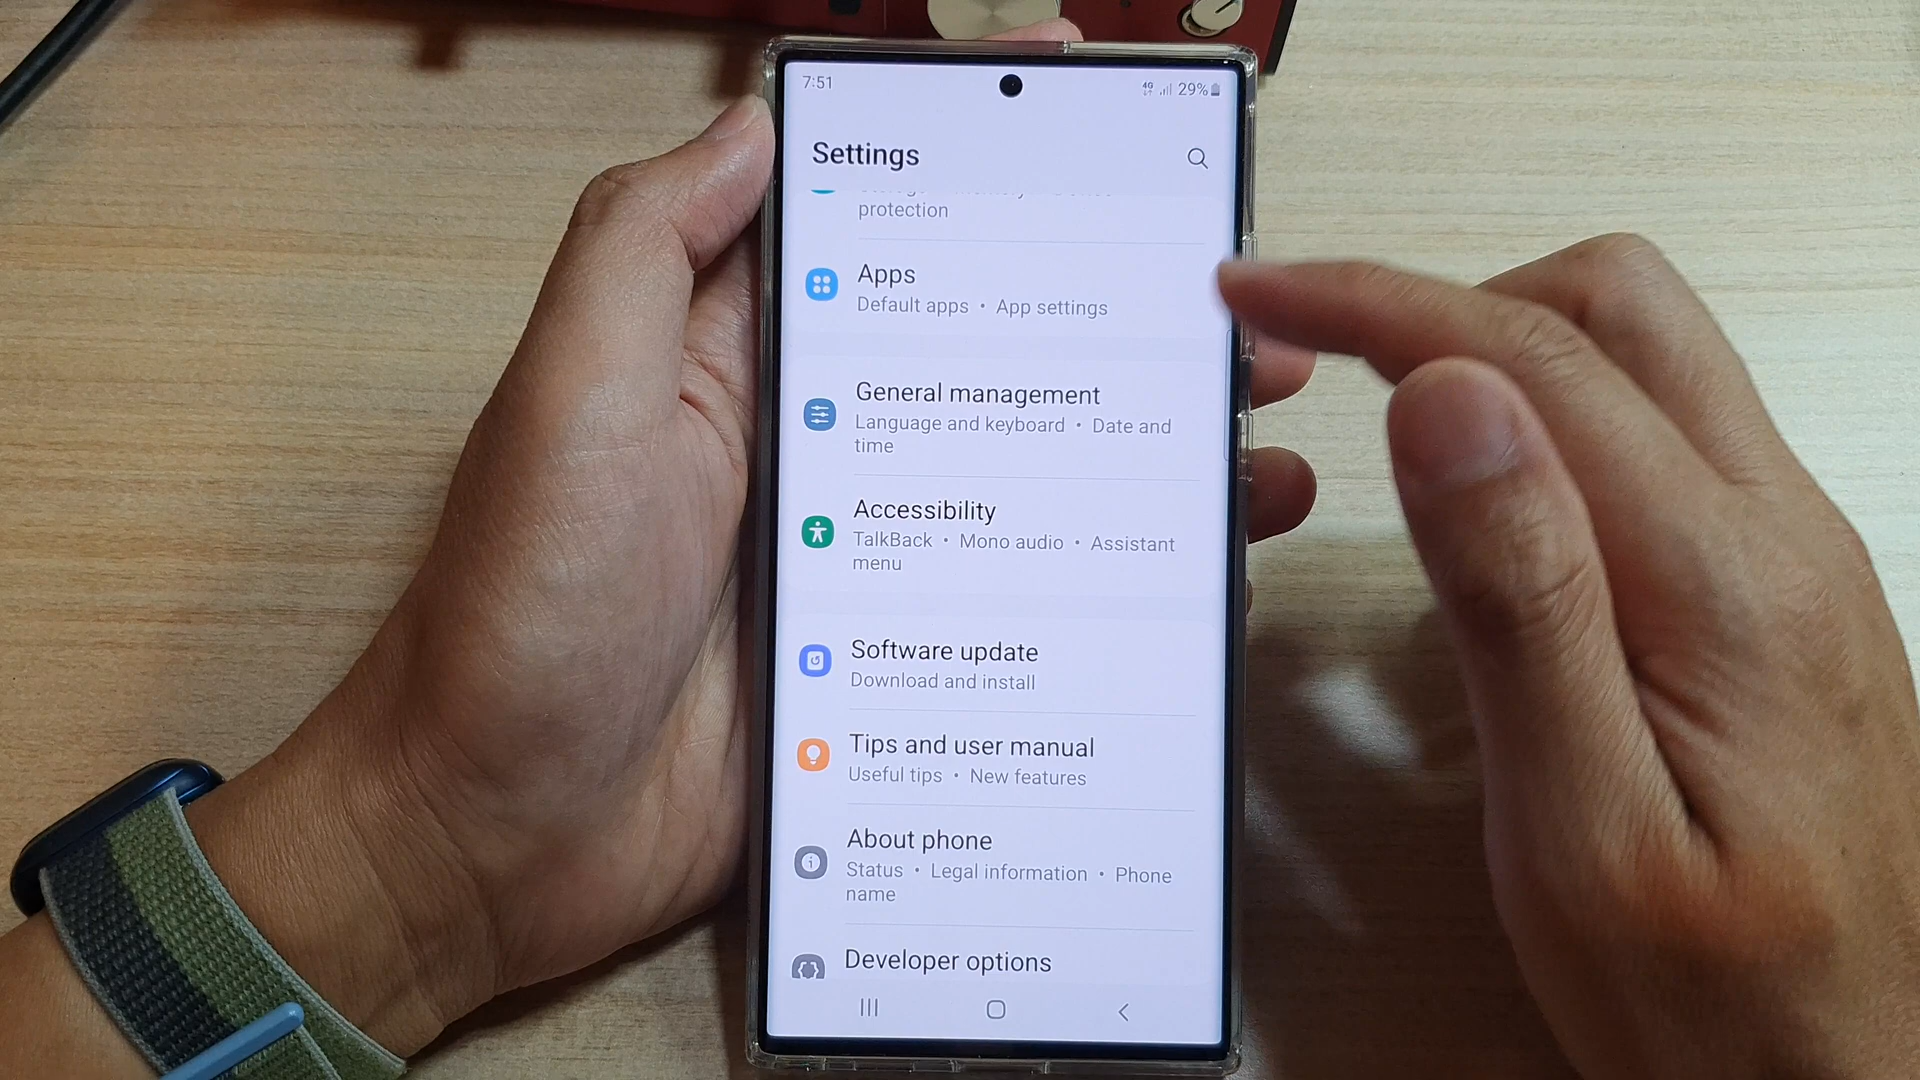 7:51
4G 29%
Settings
protection
Apps
Default apps • App settings
General management
Language and keyboard • Date and
time
Accessibility
TalkBack • Mono audio • Assistant
menu
Software update
Download and install
Tips and user manual
Useful tips • New features
About phone
Status • Legal information • Phone
name
Developer options